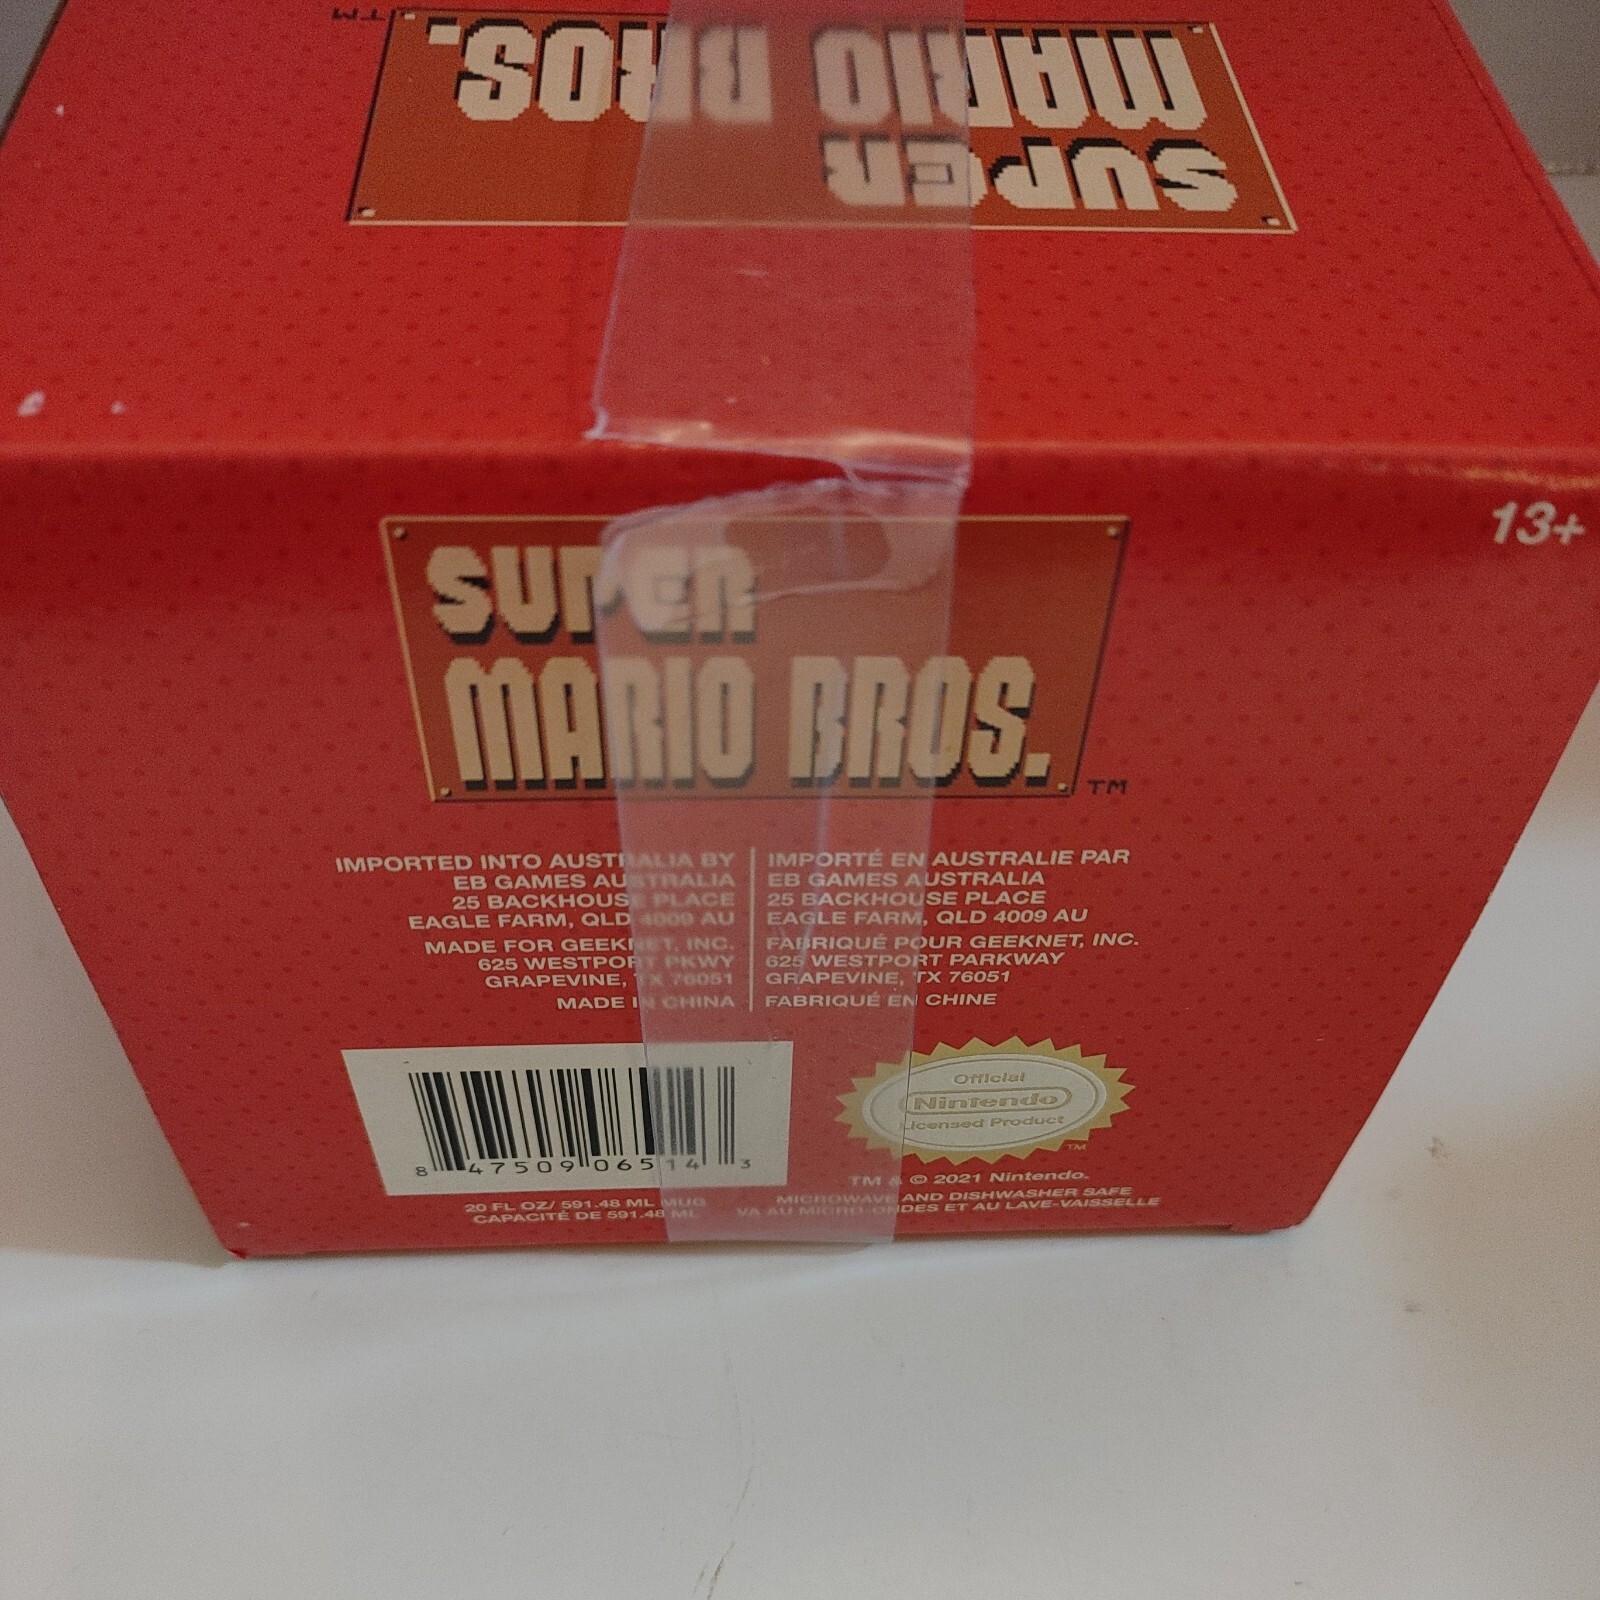 SUPER
MARIO BROS.
TM
13+
SUPER
MARIO BROS.
TM
IMPORTED INTO AUSTRALIA BY
EB GAMES AUSTRALIA
25 BACKHOUSE PLACE
EAGLE FARM, QLD 4009 AU
MADE FOR GEEKNET, INC.
625 WESTPORT PKWY
GRAPEVINE, TX 76051
MADE IN CHINA
IMPORTÉ EN AUSTRALIE PAR
EB GAMES AUSTRALIA
25 BACKHOUSE PLACE
EAGLE FARM, QLD 4009 AU
FABRIQUÉ POUR GEEKNET, INC.
625 WESTPORT PARKWAY
GRAPEVINE, TX 76051
FABRIQUÉ EN CHINE
8 47509 06514 3
Official
Nintendo
Licensed Product
TM
TM & © 2021 Nintendo.
20 FL OZ/ 591.48 ML MUG
CAPACITÉ DE 591.48 ML
MICROWAVE AND DISHWASHER SAFE
VA AU MICRO-ONDES ET AU LAVE-VAISSELLE